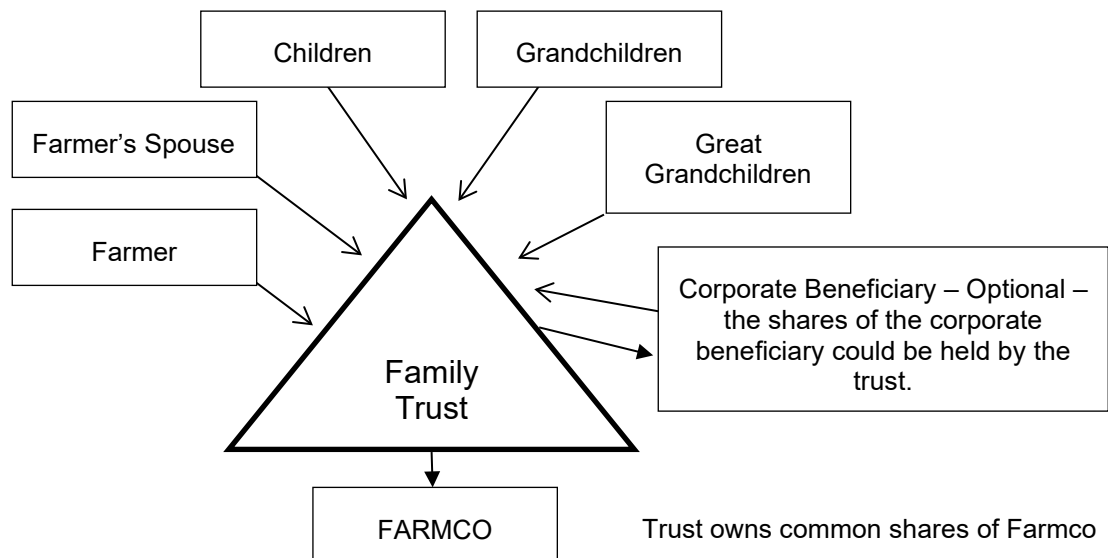 Children
Grandchildren
Farmer’s Spouse
Great
Grandchildren
Farmer
Corporate Beneficiary – Optional –
the shares of the corporate
beneficiary could be held by the
trust.
Family
Trust
FARMCO
Trust owns common shares of Farmco